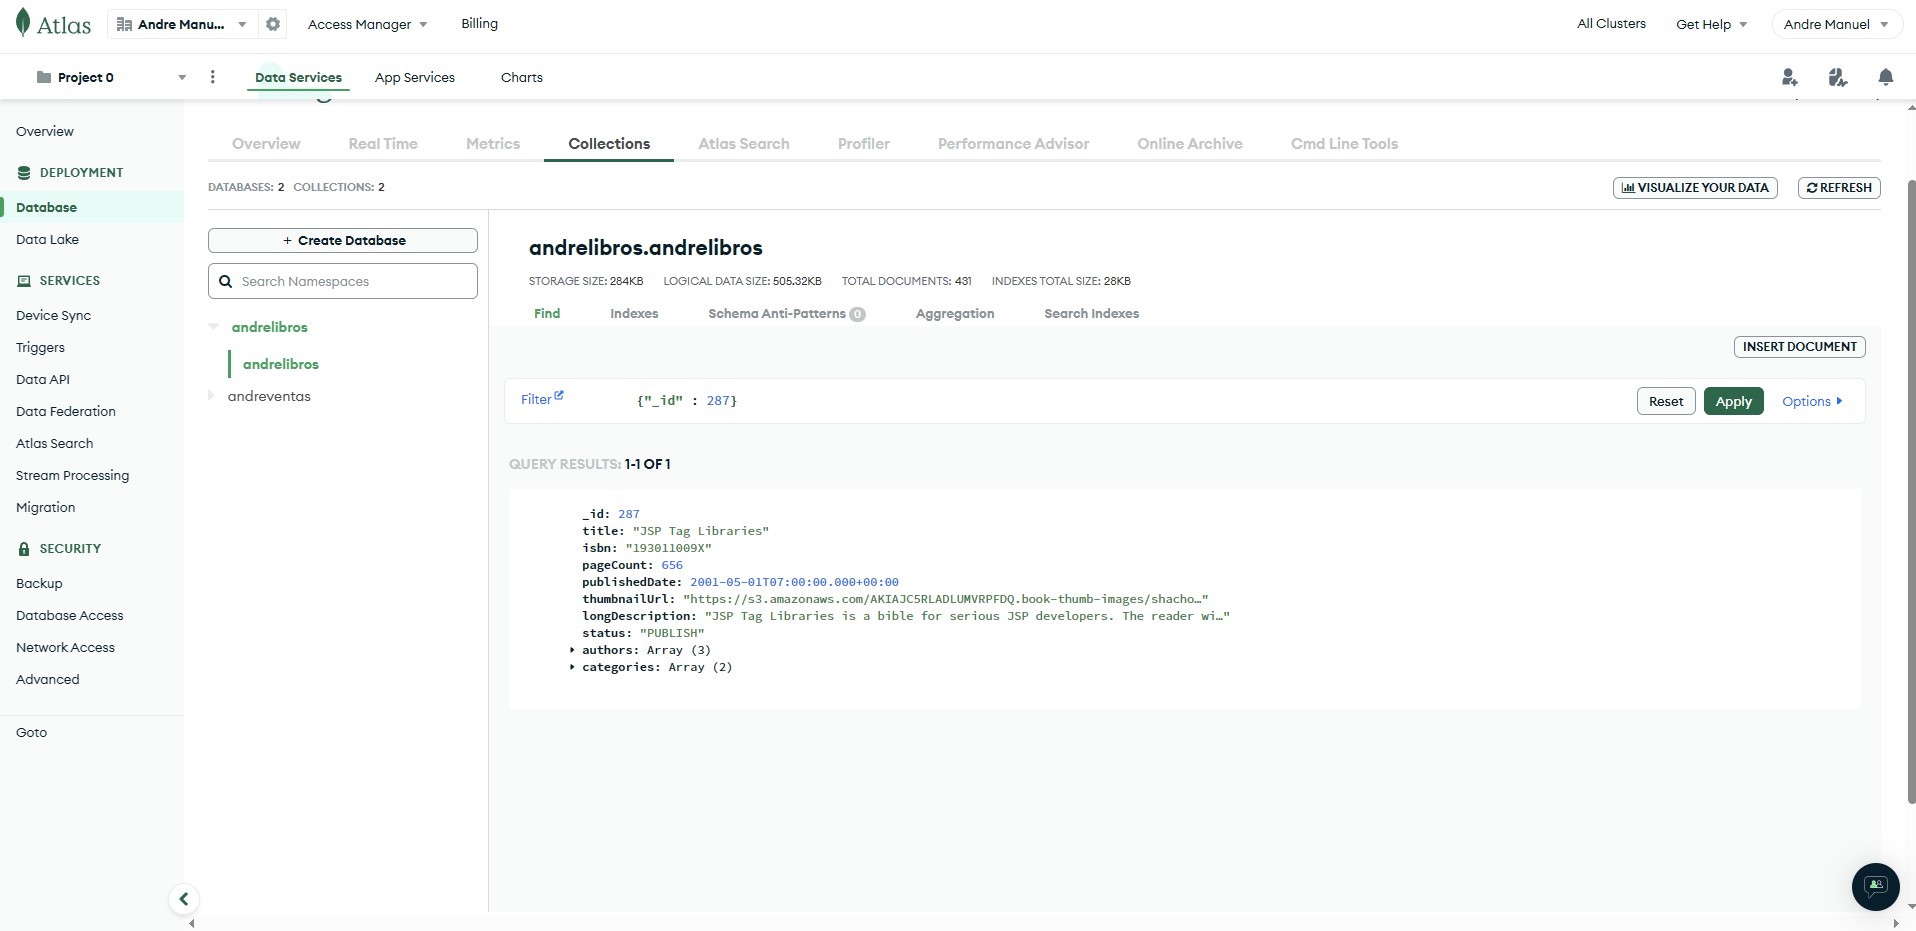 Atlas
Andre Manu...
Access Manager
Billing
All Clusters
Get Help
Andre Manuel
Project 0
Data Services
App Services
Charts
Overview
DEPLOYMENT
Database
Data Lake
SERVICES
Device Sync
Triggers
Data API
Data Federation
Atlas Search
Stream Processing
Migration
SECURITY
Backup
Database Access
Network Access
Advanced
Goto
Overview
Real Time
Metrics
Collections
Atlas Search
Profiler
Performance Advisor
Online Archive
Cmd Line Tools
DATABASES: 2 COLLECTIONS: 2
VISUALIZE YOUR DATA
REFRESH
+ Create Database
Search Namespaces
andrelibros
andrelibros
andreventas
andrelibros.andrelibros
STORAGE SIZE: 284KB LOGICAL DATA SIZE: 505.32KB TOTAL DOCUMENTS: 431 INDEXES TOTAL SIZE: 28KB
Find
Indexes
Schema Anti-Patterns 0
Aggregation
Search Indexes
INSERT DOCUMENT
Filter
{"_id" : 287}
Reset
Apply
Options
QUERY RESULTS: 1-1 OF 1
_id: 287
title: "JSP Tag Libraries"
isbn: "193011009X"
pageCount: 656
publishedDate: 2001-05-01T07:00:00.000+00:00
thumbnailUrl: "https://s3.amazonaws.com/AKIAJC5RLADLUMVRPFDQ.book-thumb-images/shacho…"
longDescription: "JSP Tag Libraries is a bible for serious JSP developers. The reader wi…"
status: "PUBLISH"
authors: Array (3)
categories: Array (2)